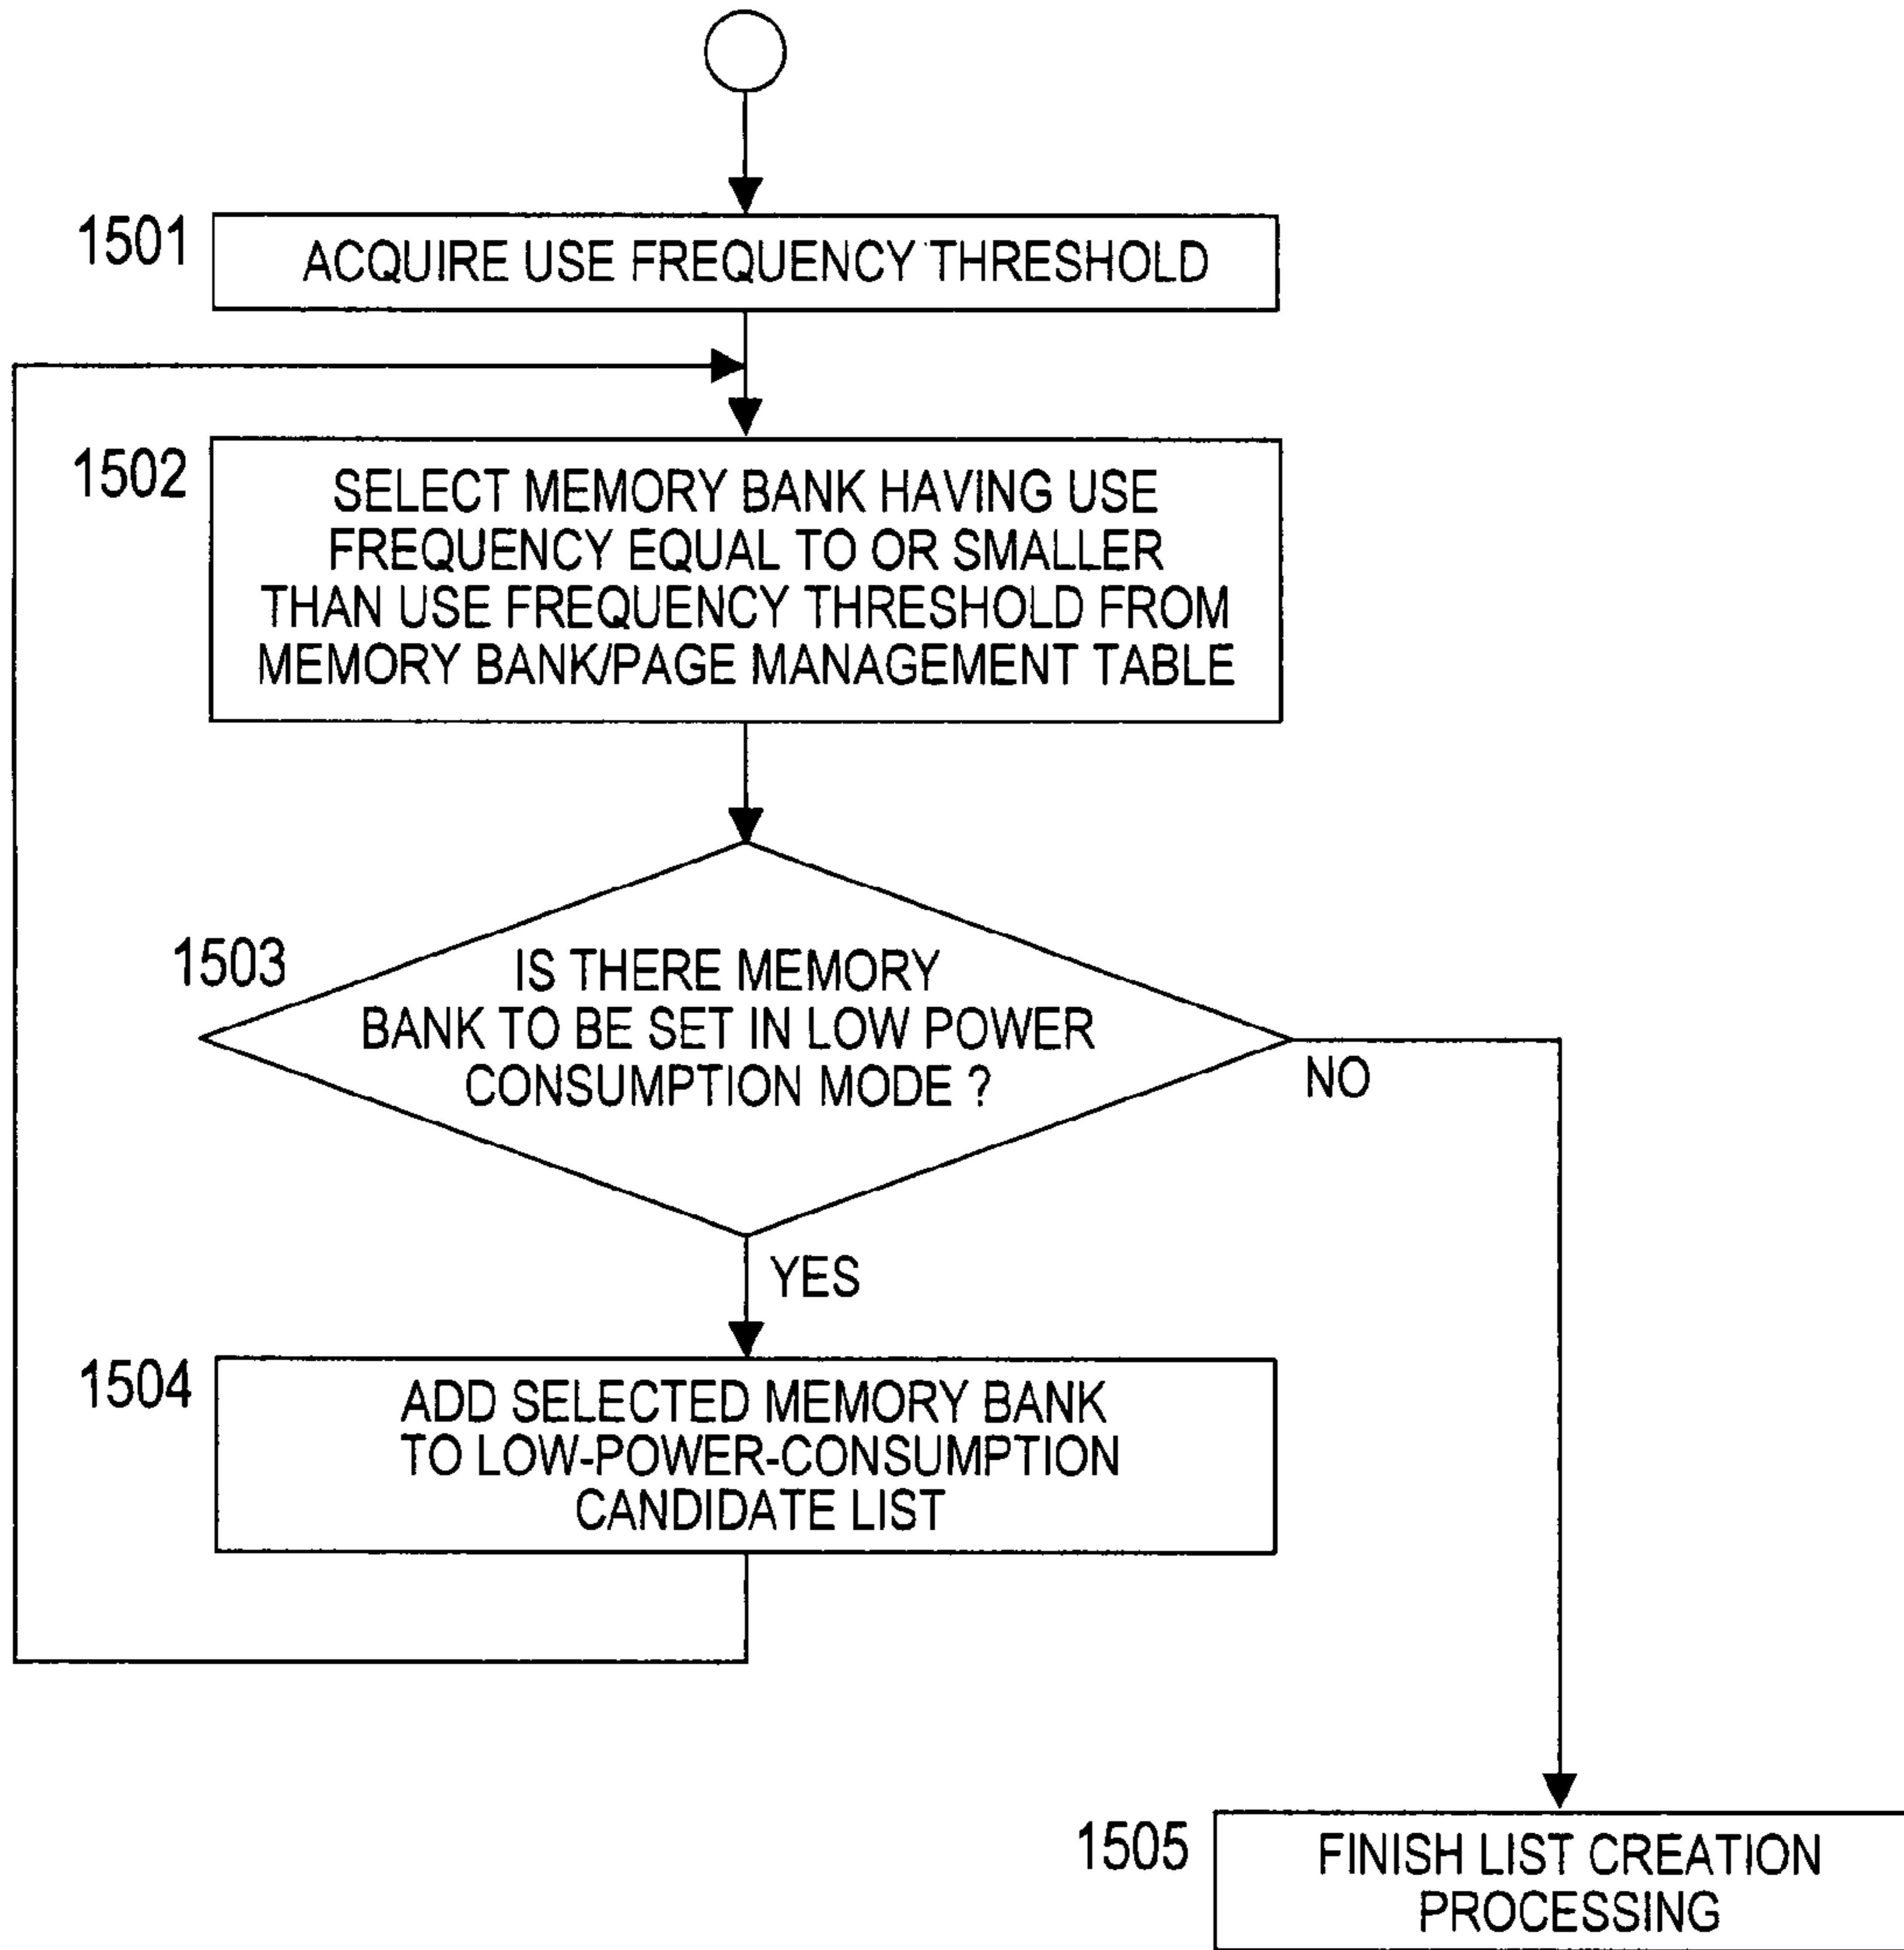 1501
ACQUIRE USE FREQUENCY THRESHOLD
1502
SELECT MEMORY BANK HAVING USE
FREQUENCY EQUAL TO OR SMALLER
THAN USE FREQUENCY THRESHOLD FROM
MEMORY BANK/PAGE MANAGEMENT TABLE
1503
IS THERE MEMORY
BANK TO BE SET IN LOW POWER
CONSUMPTION MODE ?
NO
YES
1504
ADD SELECTED MEMORY BANK
TO LOW-POWER-CONSUMPTION
CANDIDATE LIST
1505
FINISH LIST CREATION
PROCESSING